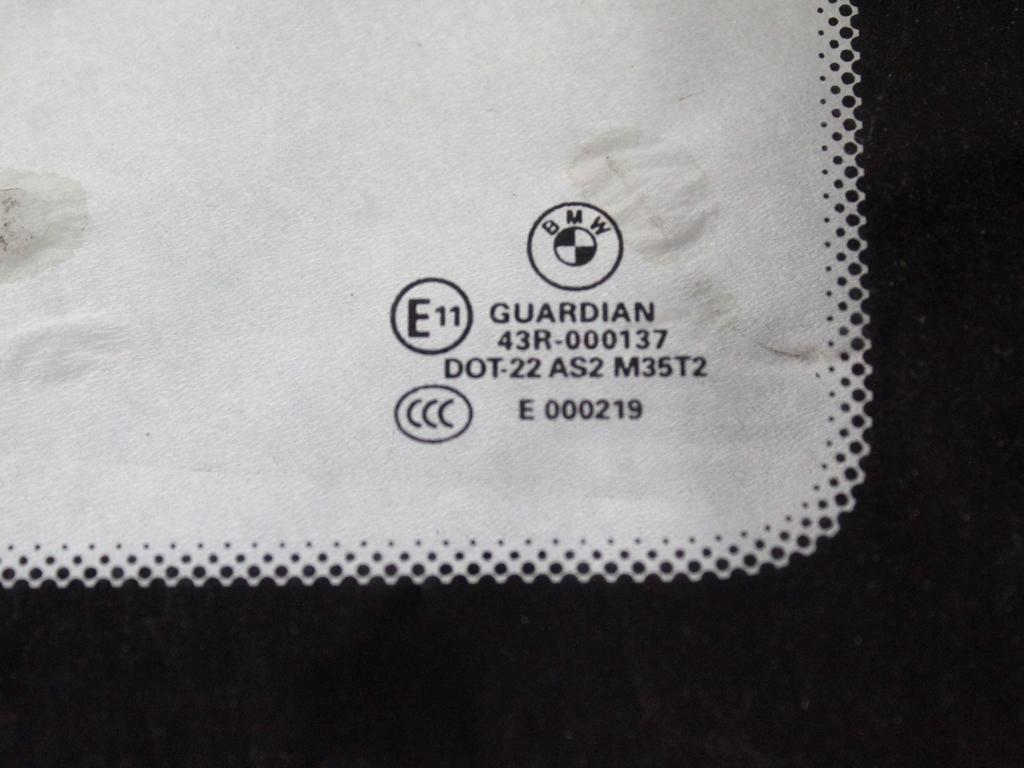 BMW
E11
GUARDIAN
43R-000137
DOT-22 AS2 M35T2
CCC
E 000219